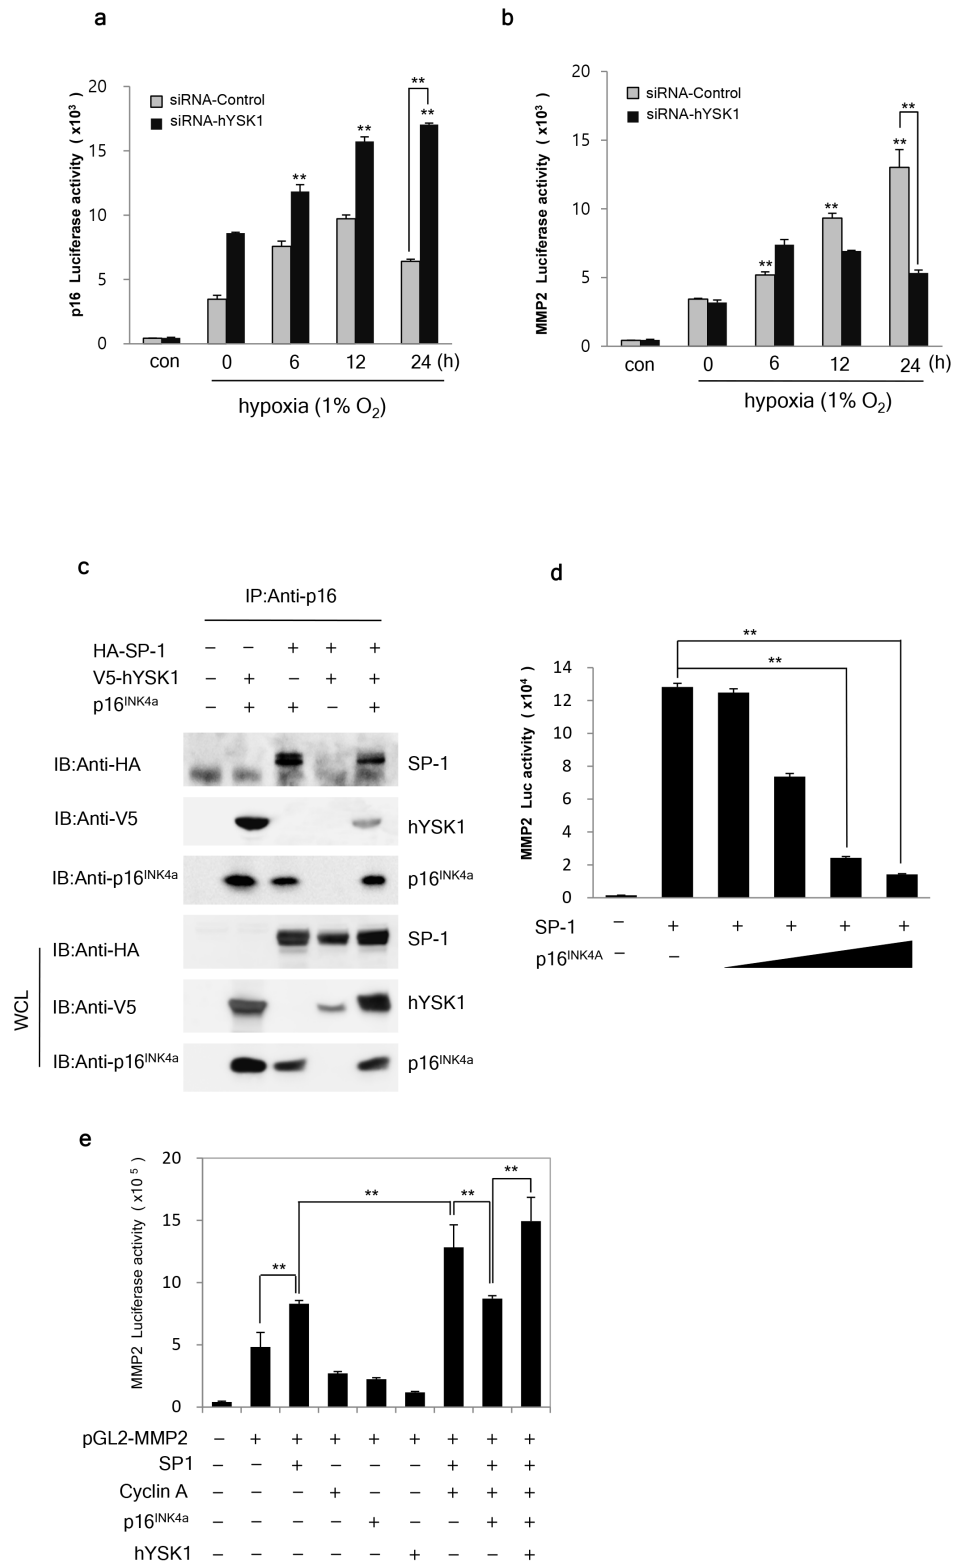 a
p16 Luciferase activity ( x10³ )
20
15
10
5
0
siRNA-Control
siRNA-hYSK1
**
**
**
**
con
0
6
12
24 (h)
hypoxia (1% O₂)
b
MMP2 Luciferase activity ( x10³ )
20
15
10
5
0
siRNA-Control
siRNA-hYSK1
**
**
**
**
con
0
6
12
24 (h)
hypoxia (1% O₂)
c
IP:Anti-p16
HA-SP-1 – – + + +
V5-hYSK1 – + – + +
p16ᴵᴺᴷ⁴ᵃ – + + – +
IB:Anti-HA SP-1
IB:Anti-V5 hYSK1
IB:Anti-p16ᴵᴺᴷ⁴ᵃ p16ᴵᴺᴷ⁴ᵃ
WCL
IB:Anti-HA SP-1
IB:Anti-V5 hYSK1
IB:Anti-p16ᴵᴺᴷ⁴ᵃ p16ᴵᴺᴷ⁴ᵃ
d
MMP2 Luc activity ( x10⁴ )
14
12
10
8
6
4
2
0
**
**
SP-1 – + + + + +
p16ᴵᴺᴷ⁴ᴬ – –
e
MMP2 Luciferase activity ( x10 ⁵ )
20
15
10
5
0
**
**
**
**
pGL2-MMP2 – + + + + + + + +
SP1 – – + – – – + + +
Cyclin A – – – + – – + + +
p16ᴵᴺᴷ⁴ᵃ – – – – + – – + +
hYSK1 – – – – – + – – +